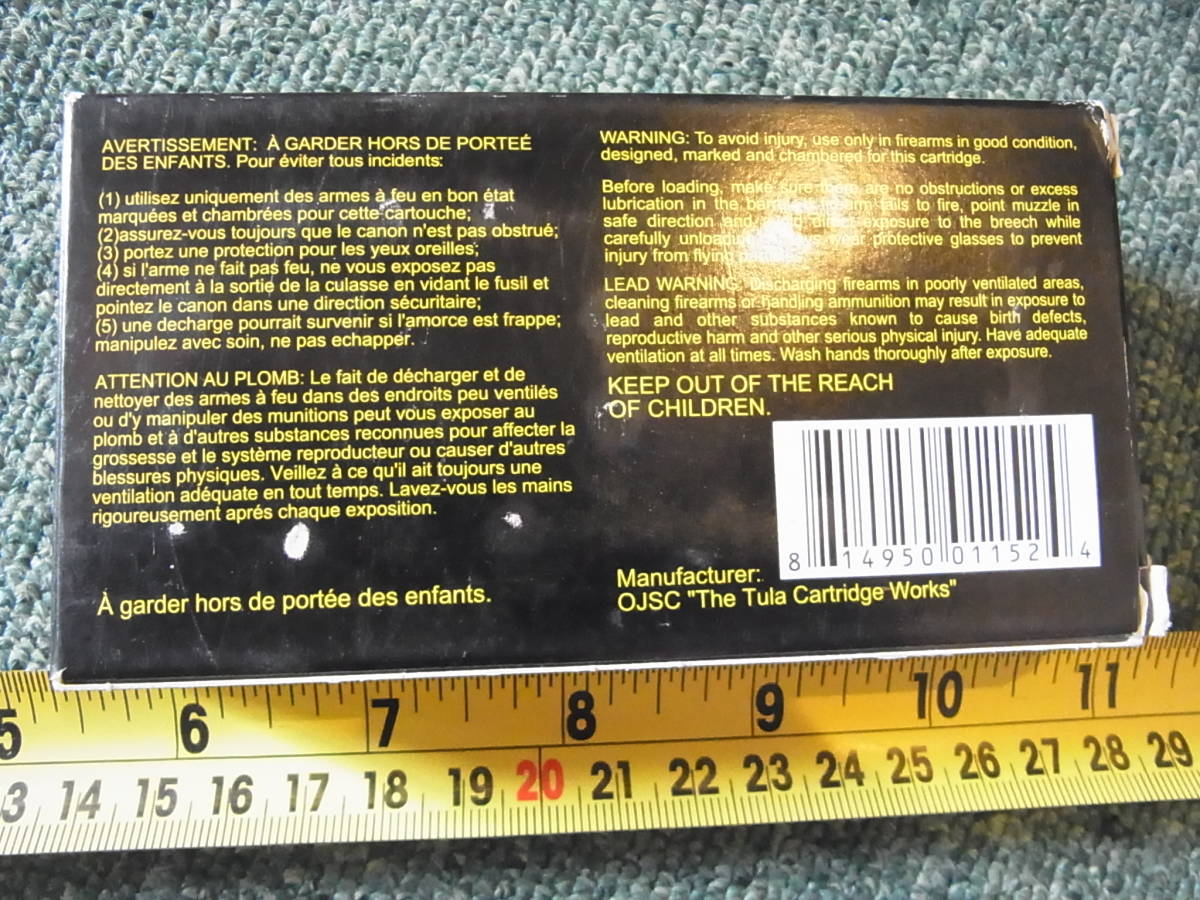 AVERTISSEMENT: À GARDER HORS DE PORTEÉ
DES ENFANTS. Pour éviter tous incidents:
(1) utilisez uniquement des armes à feu en bon état
marquées et chambrées pour cette cartouche;
(2)assurez-vous toujours que le canon n'est pas obstrué;
(3) portez une protection pour les yeux oreilles;
(4) si l'arme ne fait pas feu, ne vous exposez pas
directement à la sortie de la culasse en vidant le fusil et
pointez le canon dans une direction sécuritaire;
(5) une decharge pourrait survenir si l'amorce est frappe;
manipulez avec soin, ne pas echapper.
ATTENTION AU PLOMB: Le fait de décharger et de
nettoyer des armes à feu dans des endroits peu ventilés
ou d'y manipuler des munitions peut vous exposer au
plomb et à d'autres substances reconnues pour affecter la
grossesse et le système reproducteur ou causer d'autres
blessures physiques. Veillez à ce qu'il ait toujours une
ventilation adéquate en tout temps. Lavez-vous les mains
rigoureusement aprés chaque exposition.
À garder hors de portée des enfants.
WARNING: To avoid injury, use only in firearms in good condition,
designed, marked and chambered for this cartridge.
Before loading, make sure there are no obstructions or excess
lubrication in the fails to fire, point muzzle in
safe direction and direct exposure to the breech while
carefully wear protective glasses to prevent
injury from flying
LEAD WARNING: Discharging firearms in poorly ventilated areas,
cleaning firearms or handling ammunition may result in exposure to
lead and other substances known to cause birth defects,
reproductive harm and other serious physical injury. Have adequate
ventilation at all times. Wash hands thoroughly after exposure.
KEEP OUT OF THE REACH
OF CHILDREN.
8 14950 01152 4
Manufacturer:
OJSC "The Tula Cartridge Works"
5 6 7 8 9 10 11
3 14 15 16 17 18 19 20 21 22 23 24 25 26 27 28 29